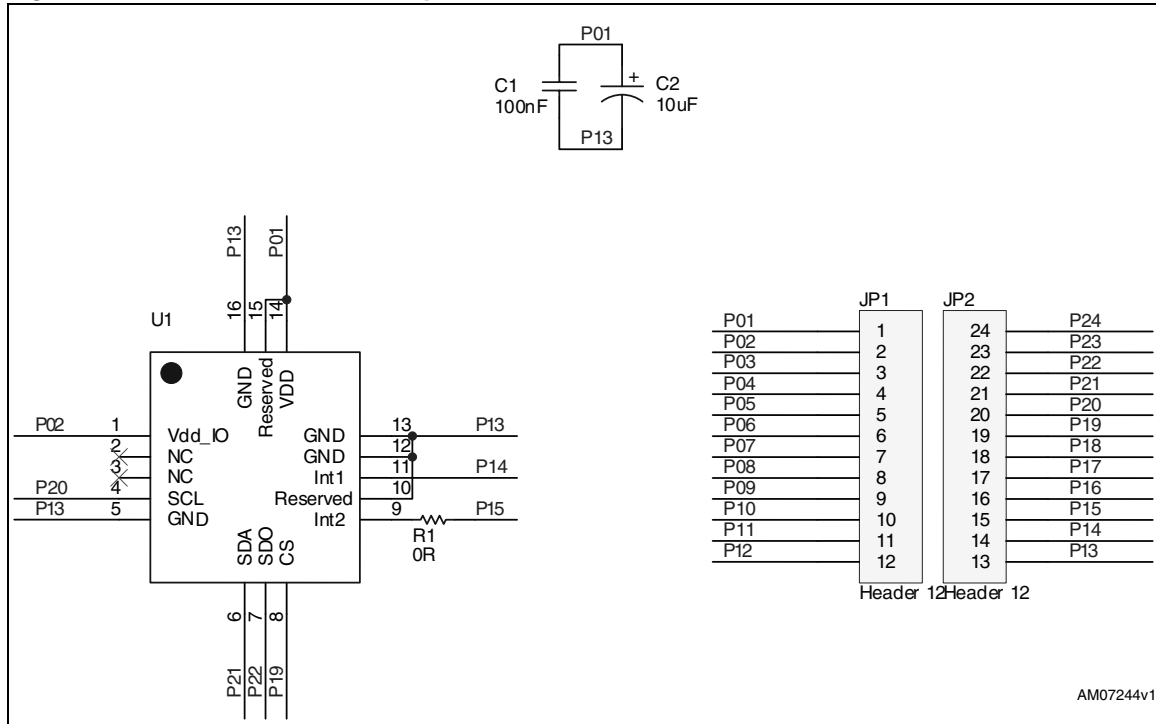 P01
C1
100nF
+
C2
10uF
P13
P13
P01
16
15
14
U1
GND
Reserved
VDD
P02
1
Vdd_IO
2
NC
3
NC
P20
4
SCL
P13
5
GND
13
GND
P13
12
GND
11
Int1
P14
10
Reserved
9
Int2
P15
R1
0R
SDA
SDO
CS
6
7
8
P21
P22
P19
JP1
JP2
P01 1 24 P24
P02 2 23 P23
P03 3 22 P22
P04 4 21 P21
P05 5 20 P20
P06 6 19 P19
P07 7 18 P18
P08 8 17 P17
P09 9 16 P16
P10 10 15 P15
P11 11 14 P14
P12 12 13 P13
Header 12
Header 12
AM07244v1